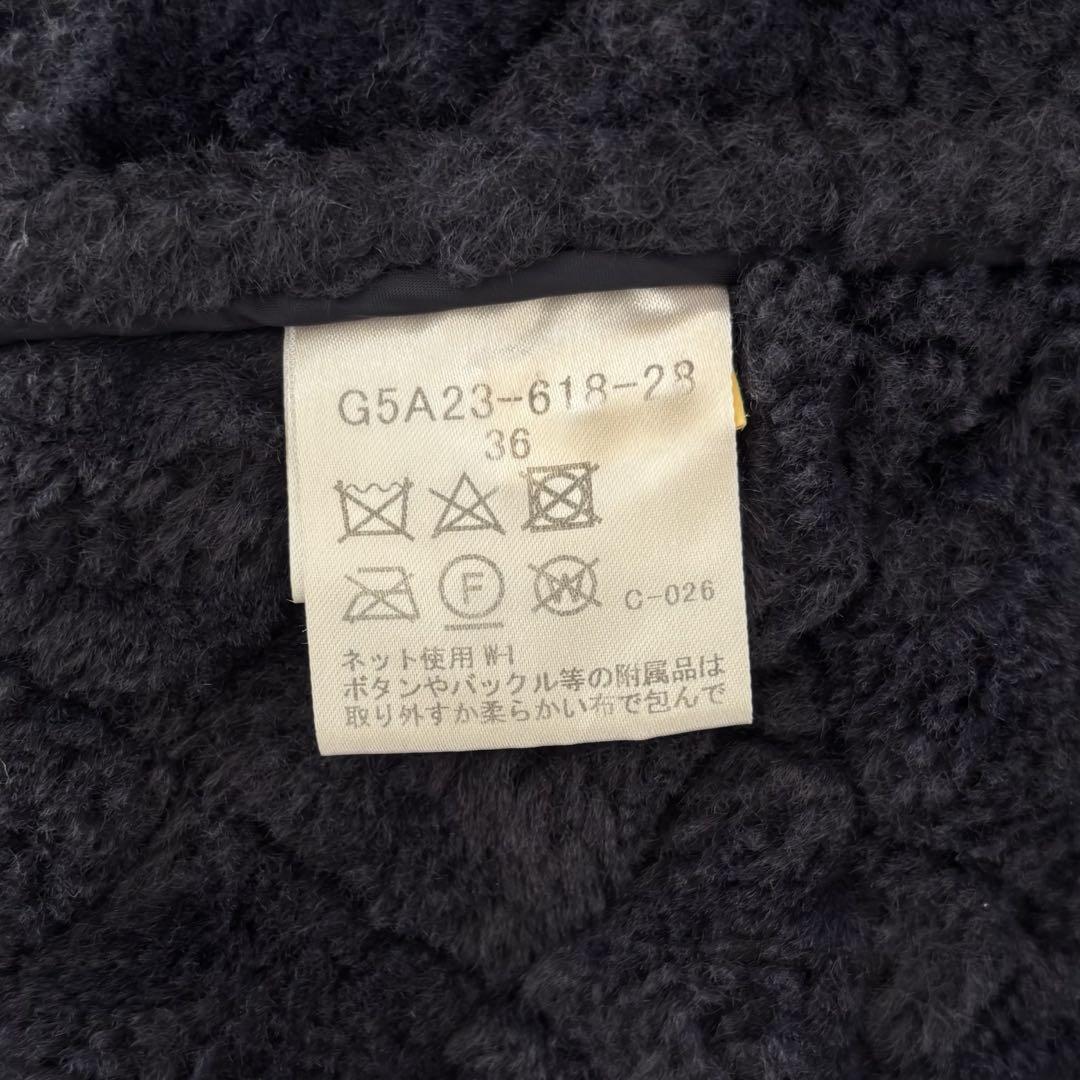 G5A23-618-28
36
F W C-026
ネット使用 W-I
ボタンやバックル等の附属品は
取り外すか柔らかい布で包んで